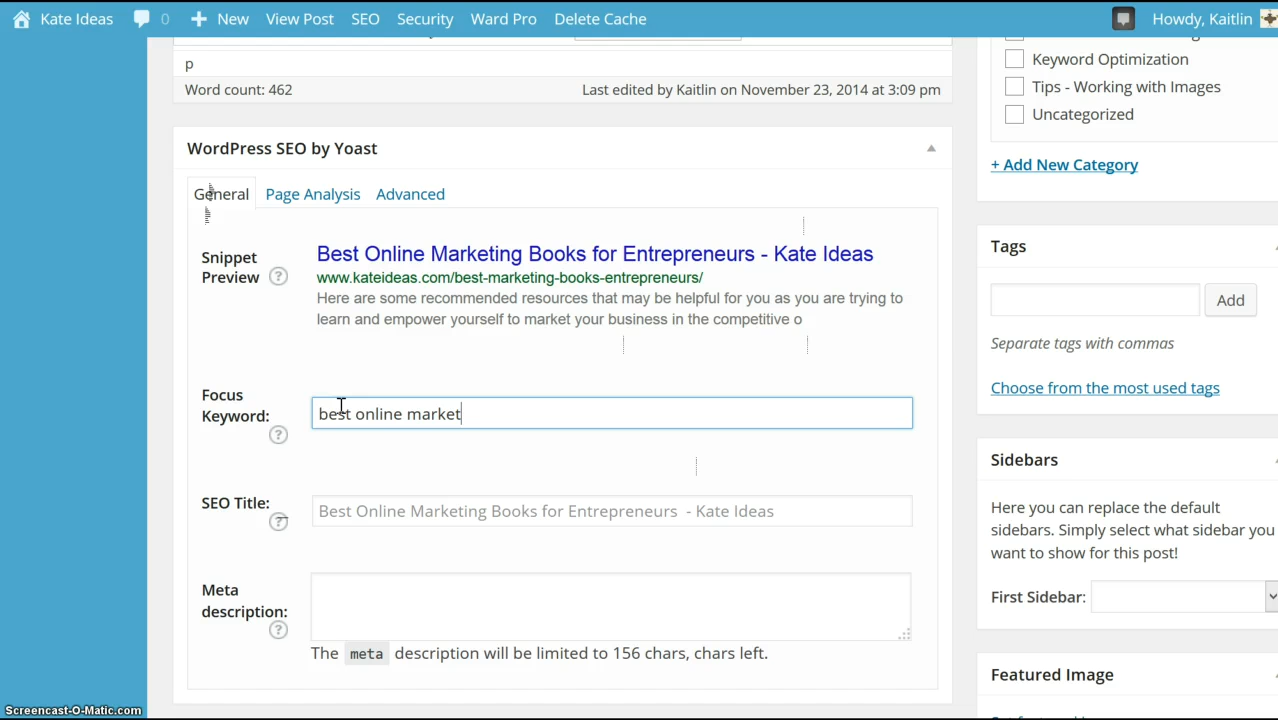 Kate Ideas 0 New View Post SEO Security Ward Pro Delete Cache Howdy, Kaitlin
p
Word count: 462 Last edited by Kaitlin on November 23, 2014 at 3:09 pm
Keyword Optimization
Tips - Working with Images
Uncategorized
+ Add New Category
WordPress SEO by Yoast
General Page Analysis Advanced
Snippet Preview ?
Best Online Marketing Books for Entrepreneurs - Kate Ideas
www.kateideas.com/best-marketing-books-entrepreneurs/
Here are some recommended resources that may be helpful for you as you are trying to
learn and empower yourself to market your business in the competitive o
Focus
Keyword: best online market
?
SEO Title: Best Online Marketing Books for Entrepreneurs - Kate Ideas
?
Meta
description:
?
The meta description will be limited to 156 chars, chars left.
Tags
Add
Separate tags with commas
Choose from the most used tags
Sidebars
Here you can replace the default
sidebars. Simply select what sidebar you
want to show for this post!
First Sidebar:
Featured Image
Screencast-O-Matic.com